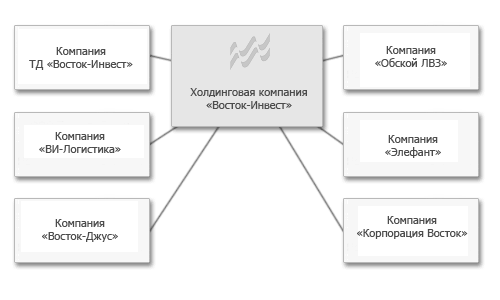 Компания
ТД «Восток-Инвест»
Холдинговая компания
«Восток-Инвест»
Компания
«Обской ЛВЗ»
Компания
«ВИ-Логистика»
Компания
«Элефант»
Компания
«Восток-Джус»
Компания
«Корпорация Восток»